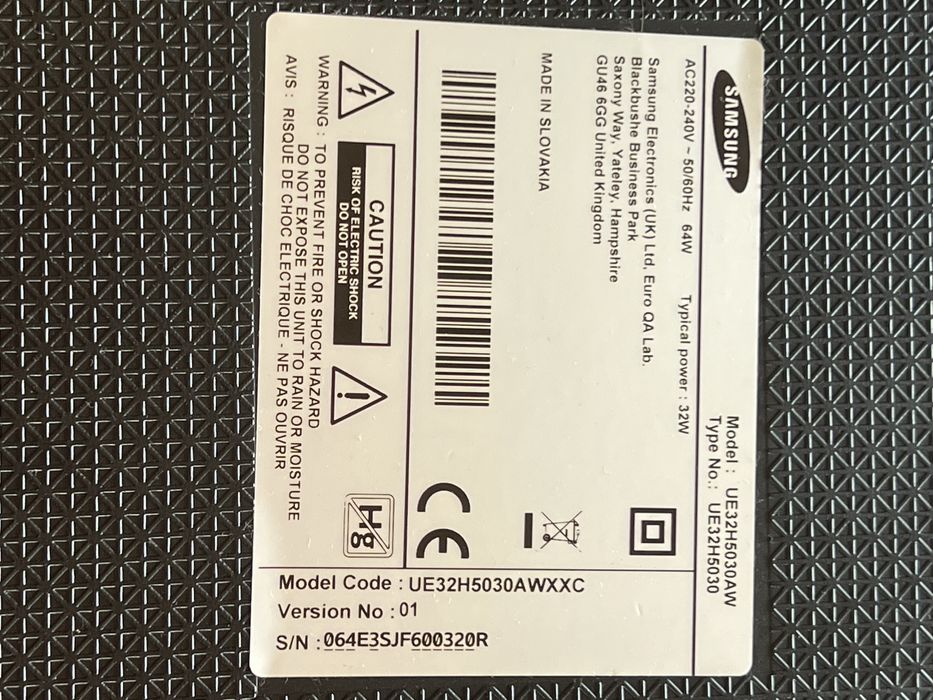 SAMSUNG
Model : UE32H5030AW
Type No.: UE32H5030
AC220-240V ~ 50/60Hz 64W Typical power : 32W
Samsung Electronics (UK) Ltd, Euro QA Lab.
Blackbushe Business Park
Saxony Way, Yateley, Hampshire
GU46 6GG United Kingdom
MADE IN SLOVAKIA
CE
CAUTION
RISK OF ELECTRIC SHOCK
DO NOT OPEN
Hg
WARNING : TO PREVENT FIRE OR SHOCK HAZARD
DO NOT EXPOSE THIS UNIT TO RAIN OR MOISTURE
AVIS : RISQUE DE CHOC ELECTRIQUE - NE PAS OUVRIR
Model Code : UE32H5030AWXXC
Version No : 01
S/N : 064E3SJF600320R